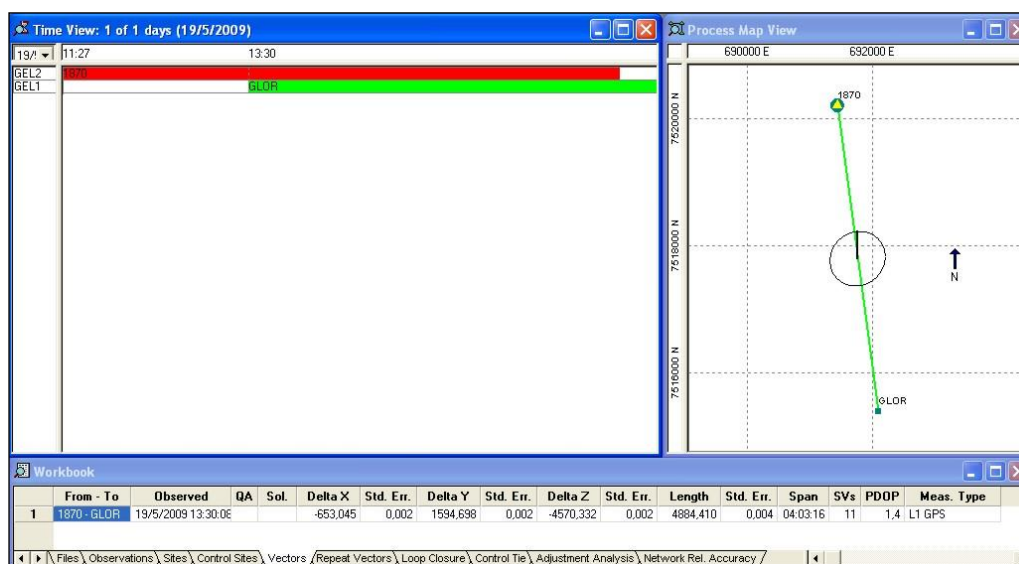 Time View: 1 of 1 days (19/5/2009)
19/!
11:27
13:30
GEL2
1870
GEL1
GLOR
Process Map View
690000 E
692000 E
7520000 N
7518000 N
7516000 N
1870
N
GLOR
Workbook
From - To Observed QA Sol. Delta X Std. Err. Delta Y Std. Err. Delta Z Std. Err. Length Std. Err. Span SVs PDOP Meas. Type
1 1870 - GLOR 19/5/2009 13:30:08 -653,045 0,002 1594,698 0,002 -4570,332 0,002 4884,410 0,004 04:03:16 11 1,4 L1 GPS
Files Observations Sites Control Sites Vectors Repeat Vectors Loop Closure Control Tie Adjustment Analysis Network Rel. Accuracy